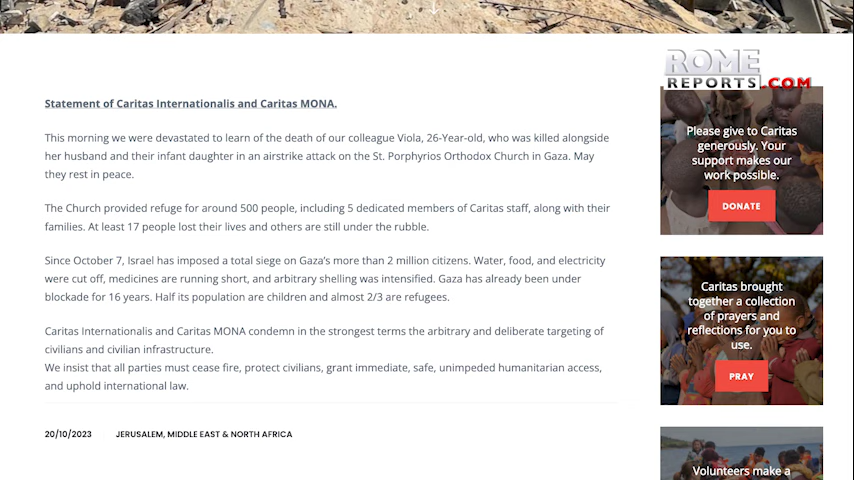 ROME
REPORTS.COM
Statement of Caritas Internationalis and Caritas MONA.
This morning we were devastated to learn of the death of our colleague Viola, 26-Year-old, who was killed alongside
her husband and their infant daughter in an airstrike attack on the St. Porphyrios Orthodox Church in Gaza. May
they rest in peace.
The Church provided refuge for around 500 people, including 5 dedicated members of Caritas staff, along with their
families. At least 17 people lost their lives and others are still under the rubble.
Since October 7, Israel has imposed a total siege on Gaza's more than 2 million citizens. Water, food, and electricity
were cut off, medicines are running short, and arbitrary shelling was intensified. Gaza has already been under
blockade for 16 years. Half its population are children and almost 2/3 are refugees.
Caritas Internationalis and Caritas MONA condemn in the strongest terms the arbitrary and deliberate targeting of
civilians and civilian infrastructure.
We insist that all parties must cease fire, protect civilians, grant immediate, safe, unimpeded humanitarian access,
and uphold international law.
20/10/2023 JERUSALEM, MIDDLE EAST & NORTH AFRICA
Please give to Caritas
generously. Your
support makes our
work possible.
DONATE
Caritas brought
together a collection
of prayers and
reflections for you to
use.
PRAY
Volunteers make a